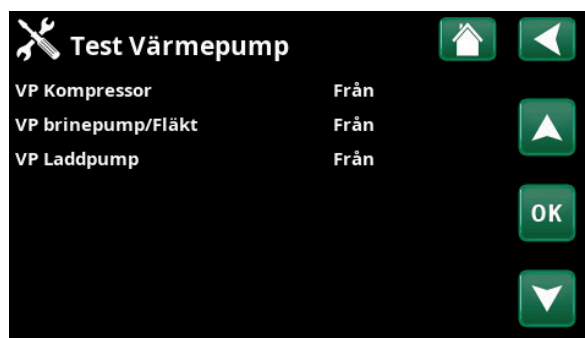 Test Värmepump
VP Kompressor Från
VP brinepump/Fläkt Från
VP Laddpump Från
OK